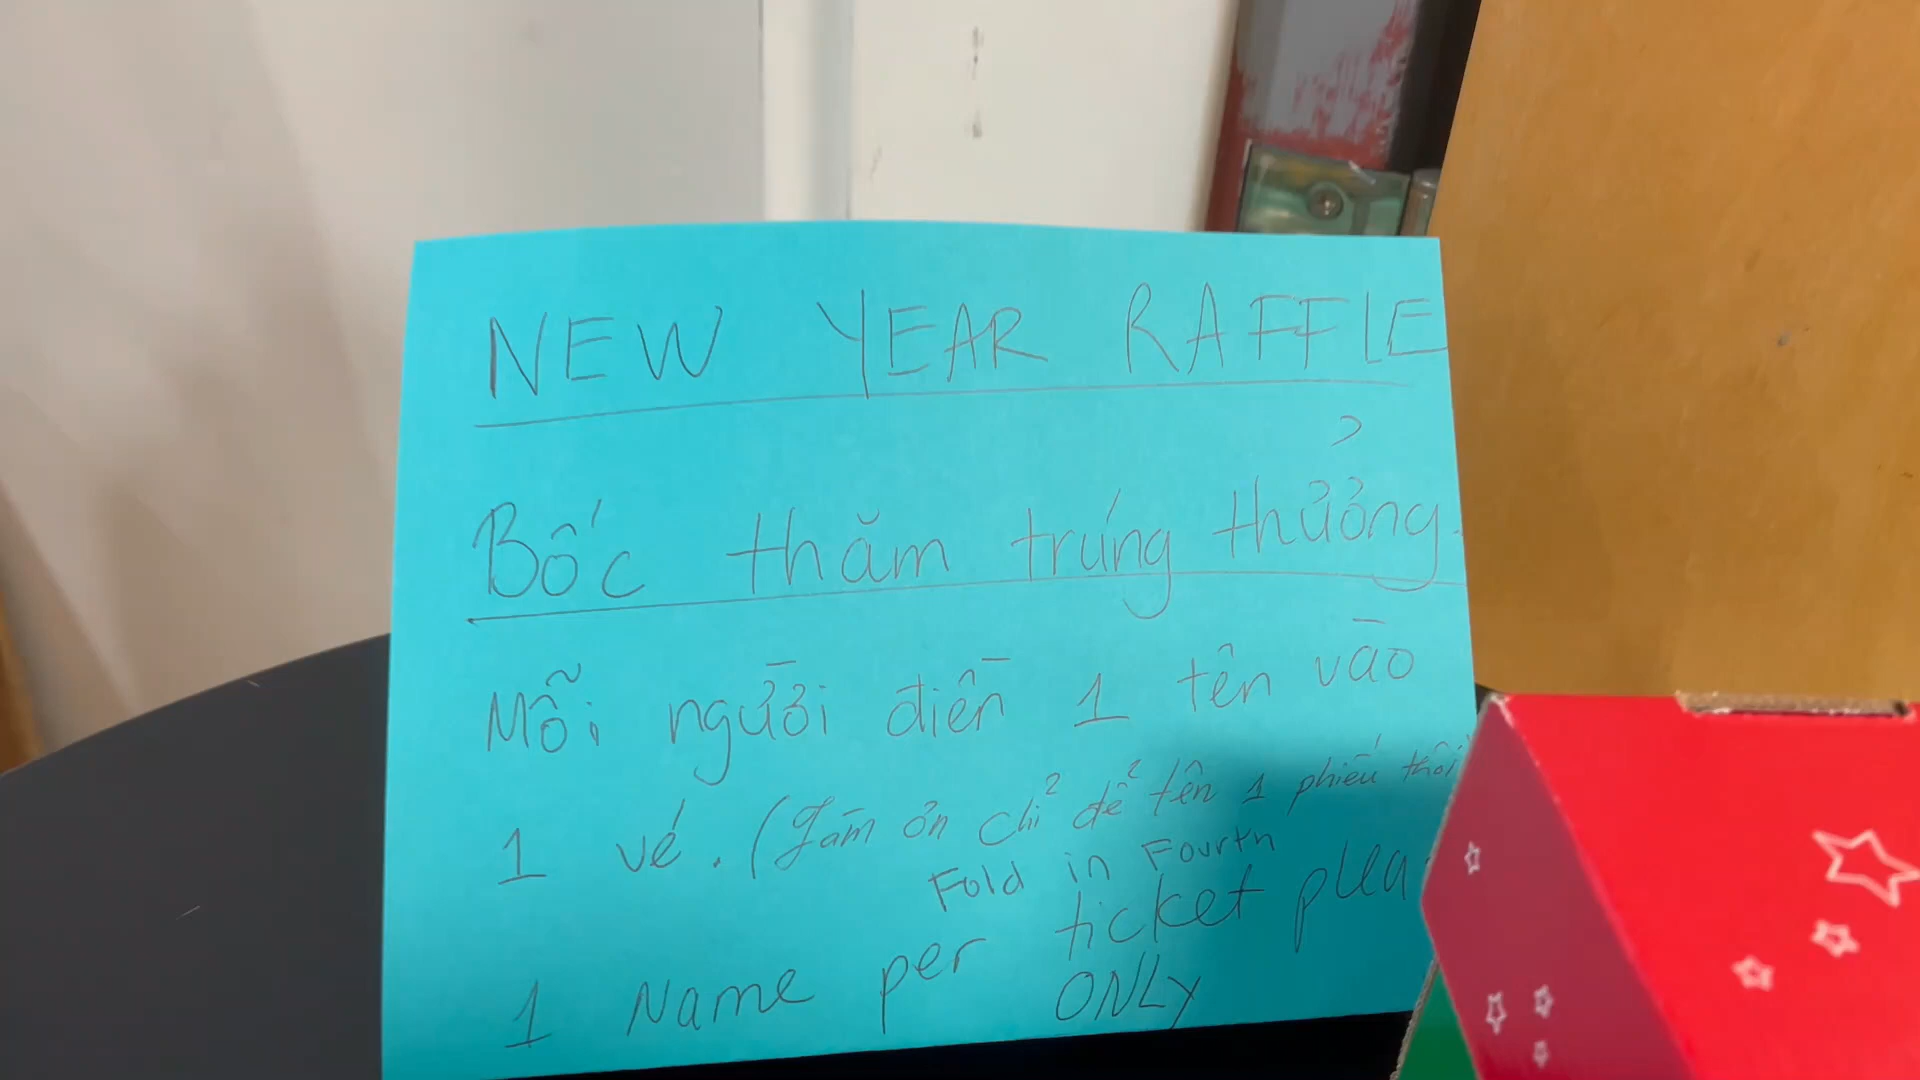 NEW YEAR RAFFLE
Bốc thăm trúng thưởng
Mỗi người điền 1 tên vào
1 vé. (Làm ơn chỉ để tên 1 phiếu thôi
Fold in Fourth
1 Name per ticket plea
ONLY